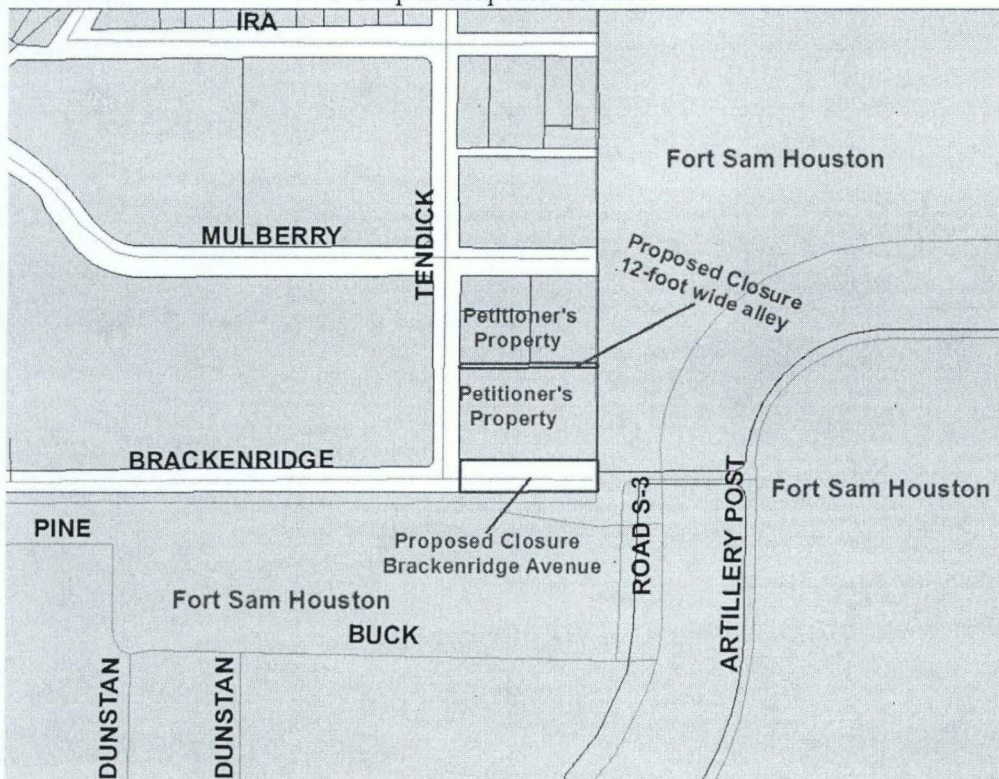 IRA
Fort Sam Houston
MULBERRY
TENDICK
Proposed Closure
12-foot wide alley
Petitioner's
Property
Petitioner's
Property
BRACKENRIDGE
ROAD S-3
ARTILLERY POST
Fort Sam Houston
PINE
Proposed Closure
Brackenridge Avenue
Fort Sam Houston
BUCK
DUNSTAN
DUNSTAN